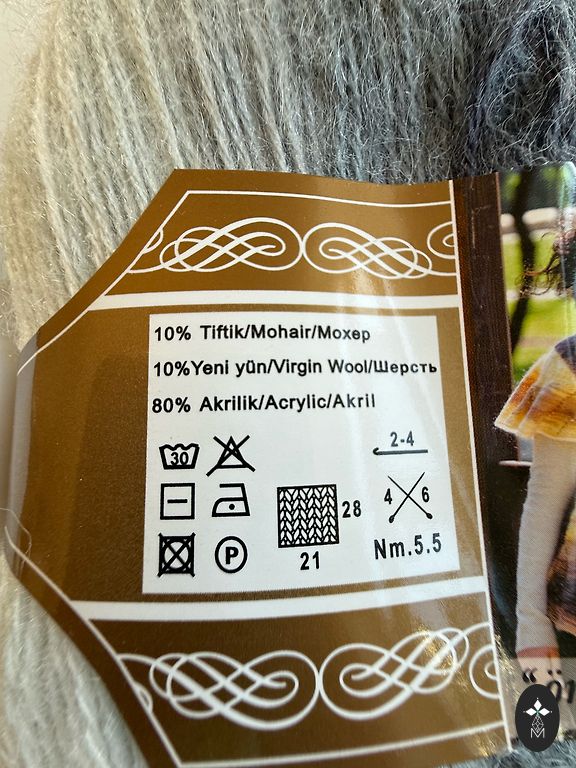 10% Tiftik/Mohair/Мохер
10%Yeni yün/Virgin Wool/Шерсть
80% Akrilik/Acrylic/Akril
30
2-4
28
4 6
P
21
Nm.5.5
M